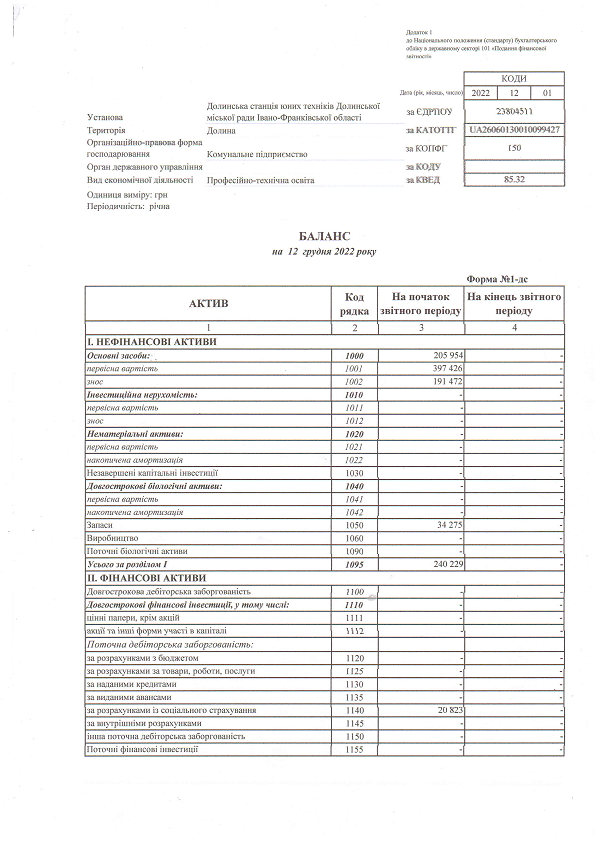 Додаток 1
до Національного положення (стандарту) бухгалтерського
обліку в державному секторі 101 «Подання фінансової
звітності»
КОДИ
Дата (рік, місяць, число) 2022 12 01
Установа Долинська станція юних техніків Долинської міської ради Івано-Франківської області за ЄДРПОУ 23804511
Територія Долина за КАТОТТГ UA26060130010099427
Організаційно-правова форма господарювання Комунальне підприємство за КОПФГ 150
Орган державного управління за КОДУ
Вид економічної діяльності Професійно-технічна освіта за КВЕД 85.32
Одиниця виміру: грн
Періодичність: річна
БАЛАНС
на 12 грудня 2022 року
Форма №1-дс
АКТИВ Код рядка На початок звітного періоду На кінець звітного періоду
1 2 3 4
І. НЕФІНАНСОВІ АКТИВИ
Основні засоби: 1000 205 954 -
первісна вартість 1001 397 426 -
знос 1002 191 472 -
Інвестиційна нерухомість: 1010 - -
первісна вартість 1011 - -
знос 1012 - -
Нематеріальні активи: 1020 - -
первісна вартість 1021 - -
накопичена амортизація 1022 - -
Незавершені капітальні інвестиції 1030 - -
Довгострокові біологічні активи: 1040 - -
первісна вартість 1041 - -
накопичена амортизація 1042 - -
Запаси 1050 34 275 -
Виробництво 1060 - -
Поточні біологічні активи 1090 - -
Усього за розділом І 1095 240 229 -
ІІ. ФІНАНСОВІ АКТИВИ
Довгострокова дебіторська заборгованість 1100 - -
Довгострокові фінансові інвестиції, у тому числі: 1110 - -
цінні папери, крім акцій 1111 - -
акції та інші форми участі в капіталі 1112 - -
Поточна дебіторська заборгованість:
за розрахунками з бюджетом 1120 - -
за розрахунками за товари, роботи, послуги 1125 - -
за наданими кредитами 1130 - -
за виданими авансами 1135 - -
за розрахунками із соціального страхування 1140 20 823 -
за внутрішніми розрахунками 1145 - -
інша поточна дебіторська заборгованість 1150 - -
Поточні фінансові інвестиції 1155 - -